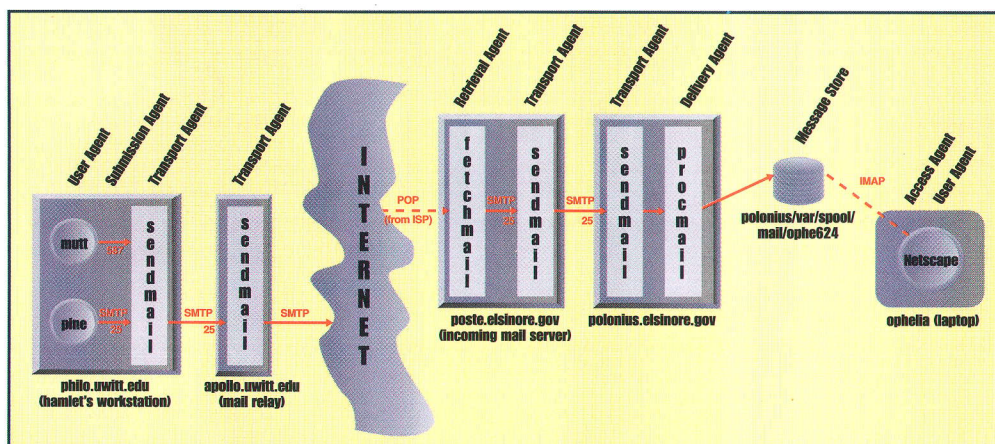 User Agent
Submission Agent
Transport Agent
mutt
587
pine
SMTP
25
sendmail
philo.uwitt.edu
(hamlet's workstation)
SMTP
25
Transport Agent
sendmail
apollo.uwitt.edu
(mail relay)
SMTP
INTERNET
POP
(from ISP)
Retrieval Agent
Transport Agent
fetchmail
SMTP
25
sendmail
poste.elsinore.gov
(incoming mail server)
SMTP
25
Transport Agent
Delivery Agent
sendmail
procmail
polonius.elsinore.gov
Message Store
polonius/var/spool/
mail/ophe624
IMAP
Access Agent
User Agent
Netscape
ophelia (laptop)